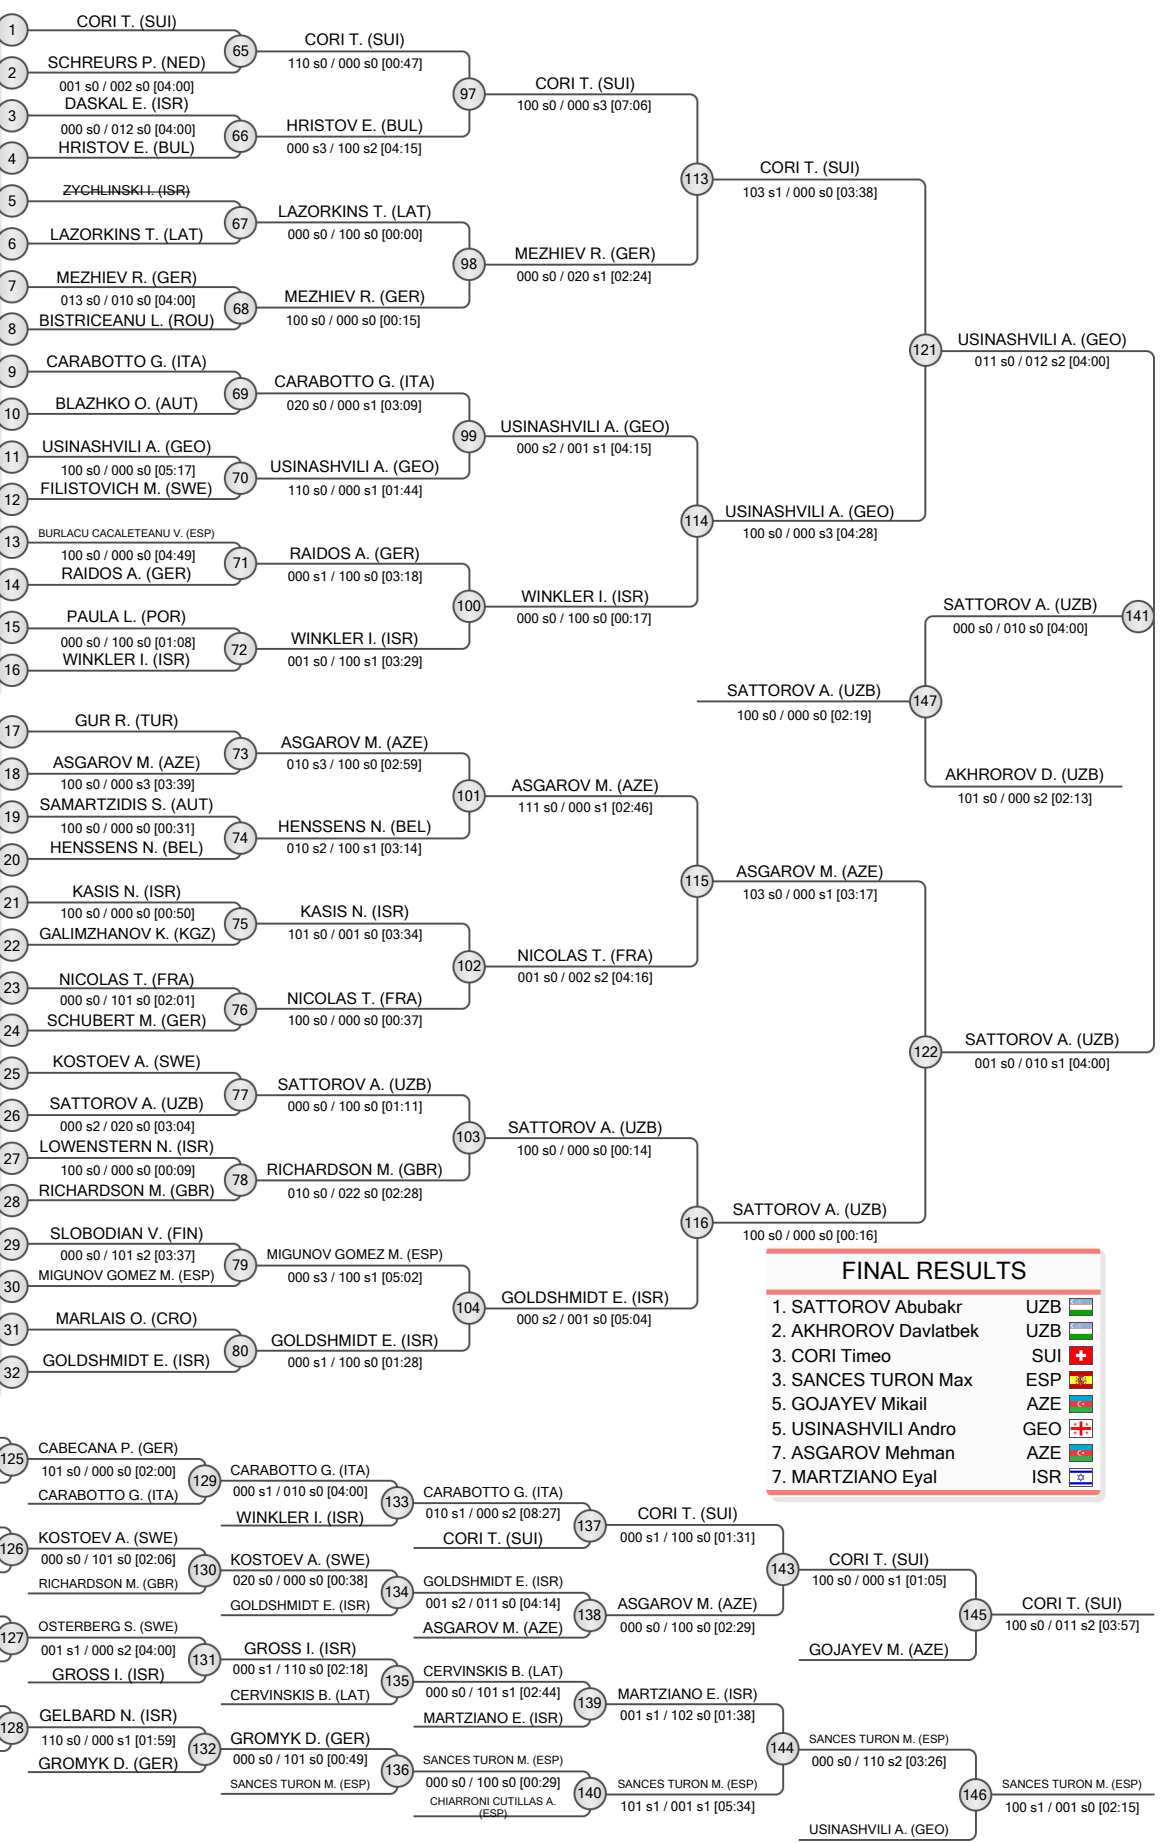 1
CORI T. (SUI)
65
CORI T. (SUI)
110 s0 / 000 s0 [00:47]
2
SCHREURS P. (NED)
001 s0 / 002 s0 [04:00]
97
CORI T. (SUI)
100 s0 / 000 s3 [07:06]
3
DASKAL E. (ISR)
000 s0 / 012 s0 [04:00]
66
HRISTOV E. (BUL)
000 s3 / 100 s2 [04:15]
4
HRISTOV E. (BUL)
113
CORI T. (SUI)
103 s1 / 000 s0 [03:38]
5
ZYCHLINSKI I. (ISR)
67
LAZORKINS T. (LAT)
000 s0 / 100 s0 [00:00]
6
LAZORKINS T. (LAT)
98
MEZHIEV R. (GER)
000 s0 / 020 s1 [02:24]
7
MEZHIEV R. (GER)
013 s0 / 010 s0 [04:00]
68
MEZHIEV R. (GER)
100 s0 / 000 s0 [00:15]
8
BISTRICEANU L. (ROU)
121
USINASHVILI A. (GEO)
011 s0 / 012 s2 [04:00]
9
CARABOTTO G. (ITA)
69
CARABOTTO G. (ITA)
020 s0 / 000 s1 [03:09]
10
BLAZHKO O. (AUT)
99
USINASHVILI A. (GEO)
000 s2 / 001 s1 [04:15]
11
USINASHVILI A. (GEO)
100 s0 / 000 s0 [05:17]
70
USINASHVILI A. (GEO)
110 s0 / 000 s1 [01:44]
12
FILISTOVICH M. (SWE)
114
USINASHVILI A. (GEO)
100 s0 / 000 s3 [04:28]
13
BURLACU CACALETEANU V. (ESP)
100 s0 / 000 s0 [04:49]
71
RAIDOS A. (GER)
000 s1 / 100 s0 [03:18]
14
RAIDOS A. (GER)
100
WINKLER I. (ISR)
000 s0 / 100 s0 [00:17]
15
PAULA L. (POR)
000 s0 / 100 s0 [01:08]
72
WINKLER I. (ISR)
001 s0 / 100 s1 [03:29]
16
WINKLER I. (ISR)
SATTOROV A. (UZB)
000 s0 / 010 s0 [04:00]
141
SATTOROV A. (UZB)
100 s0 / 000 s0 [02:19]
147
AKHROROV D. (UZB)
101 s0 / 000 s2 [02:13]
17
GUR R. (TUR)
73
ASGAROV M. (AZE)
010 s3 / 100 s0 [02:59]
18
ASGAROV M. (AZE)
100 s0 / 000 s3 [03:39]
101
ASGAROV M. (AZE)
111 s0 / 000 s1 [02:46]
19
SAMARTZIDIS S. (AUT)
100 s0 / 000 s0 [00:31]
74
HENSSENS N. (BEL)
010 s2 / 100 s1 [03:14]
20
HENSSENS N. (BEL)
115
ASGAROV M. (AZE)
103 s0 / 000 s1 [03:17]
21
KASIS N. (ISR)
100 s0 / 000 s0 [00:50]
75
KASIS N. (ISR)
101 s0 / 001 s0 [03:34]
22
GALIMZHANOV K. (KGZ)
102
NICOLAS T. (FRA)
001 s0 / 002 s2 [04:16]
23
NICOLAS T. (FRA)
000 s0 / 101 s0 [02:01]
76
NICOLAS T. (FRA)
100 s0 / 000 s0 [00:37]
24
SCHUBERT M. (GER)
122
SATTOROV A. (UZB)
001 s0 / 010 s1 [04:00]
25
KOSTOEV A. (SWE)
77
SATTOROV A. (UZB)
000 s0 / 100 s0 [01:11]
26
SATTOROV A. (UZB)
000 s2 / 020 s0 [03:04]
103
SATTOROV A. (UZB)
100 s0 / 000 s0 [00:14]
27
LOWENSTERN N. (ISR)
100 s0 / 000 s0 [00:09]
78
RICHARDSON M. (GBR)
010 s0 / 022 s0 [02:28]
28
RICHARDSON M. (GBR)
116
SATTOROV A. (UZB)
100 s0 / 000 s0 [00:16]
29
SLOBODIAN V. (FIN)
000 s0 / 101 s2 [03:37]
79
MIGUNOV GOMEZ M. (ESP)
000 s3 / 100 s1 [05:02]
30
MIGUNOV GOMEZ M. (ESP)
104
GOLDSHMIDT E. (ISR)
000 s2 / 001 s0 [05:04]
31
MARLAIS O. (CRO)
80
GOLDSHMIDT E. (ISR)
000 s1 / 100 s0 [01:28]
32
GOLDSHMIDT E. (ISR)
FINAL RESULTS
1. SATTOROV Abubakr UZB
2. AKHROROV Davlatbek UZB
3. CORI Timeo SUI
3. SANCES TURON Max ESP
5. GOJAYEV Mikail AZE
5. USINASHVILI Andro GEO
7. ASGAROV Mehman AZE
7. MARTZIANO Eyal ISR
125
CABECANA P. (GER)
101 s0 / 000 s0 [02:00]
CARABOTTO G. (ITA)
129
CARABOTTO G. (ITA)
000 s1 / 010 s0 [04:00]
WINKLER I. (ISR)
133
CARABOTTO G. (ITA)
010 s1 / 000 s2 [08:27]
CORI T. (SUI)
137
CORI T. (SUI)
000 s1 / 100 s0 [01:31]
126
KOSTOEV A. (SWE)
000 s0 / 101 s0 [02:06]
RICHARDSON M. (GBR)
130
KOSTOEV A. (SWE)
020 s0 / 000 s0 [00:38]
GOLDSHMIDT E. (ISR)
134
GOLDSHMIDT E. (ISR)
001 s2 / 011 s0 [04:14]
ASGAROV M. (AZE)
138
ASGAROV M. (AZE)
000 s0 / 100 s0 [02:29]
143
CORI T. (SUI)
100 s0 / 000 s1 [01:05]
GOJAYEV M. (AZE)
145
CORI T. (SUI)
100 s0 / 011 s2 [03:57]
127
OSTERBERG S. (SWE)
001 s1 / 000 s2 [04:00]
GROSS I. (ISR)
131
GROSS I. (ISR)
000 s1 / 110 s0 [02:18]
CERVINSKIS B. (LAT)
135
CERVINSKIS B. (LAT)
000 s0 / 101 s1 [02:44]
MARTZIANO E. (ISR)
139
MARTZIANO E. (ISR)
001 s1 / 102 s0 [01:38]
128
GELBARD N. (ISR)
110 s0 / 000 s1 [01:59]
GROMYK D. (GER)
132
GROMYK D. (GER)
000 s0 / 101 s0 [00:49]
SANCES TURON M. (ESP)
136
SANCES TURON M. (ESP)
000 s0 / 100 s0 [00:29]
CHIARRONI CUTILLAS A.
(ESP)
140
SANCES TURON M. (ESP)
101 s1 / 001 s1 [05:34]
144
SANCES TURON M. (ESP)
000 s0 / 110 s2 [03:26]
USINASHVILI A. (GEO)
146
SANCES TURON M. (ESP)
100 s1 / 001 s0 [02:15]